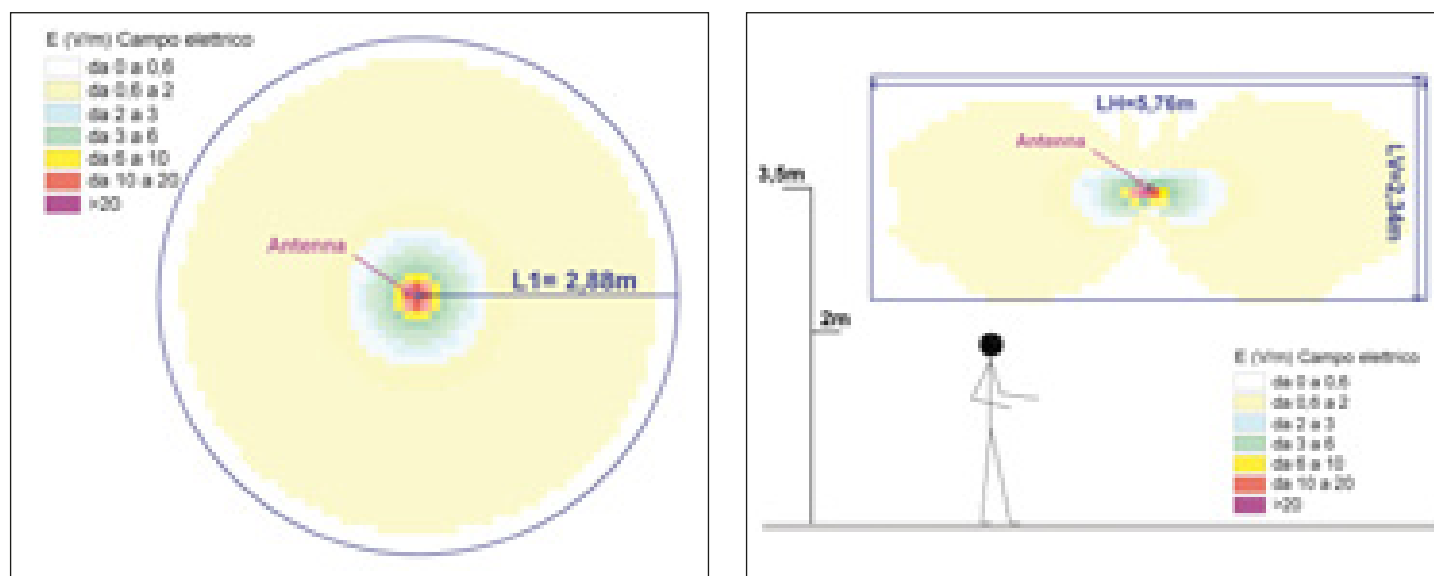 E (V/m) Campo elettrico
da 0 a 0,6
da 0,6 a 2
da 2 a 3
da 3 a 6
da 6 a 10
da 10 a 20
>20
Antenna
L1= 2,88m
LH=5,76m
Antenna
3,5m
LV=2,34m
2m
E (V/m) Campo elettrico
da 0 a 0,6
da 0,6 a 2
da 2 a 3
da 3 a 6
da 6 a 10
da 10 a 20
>20